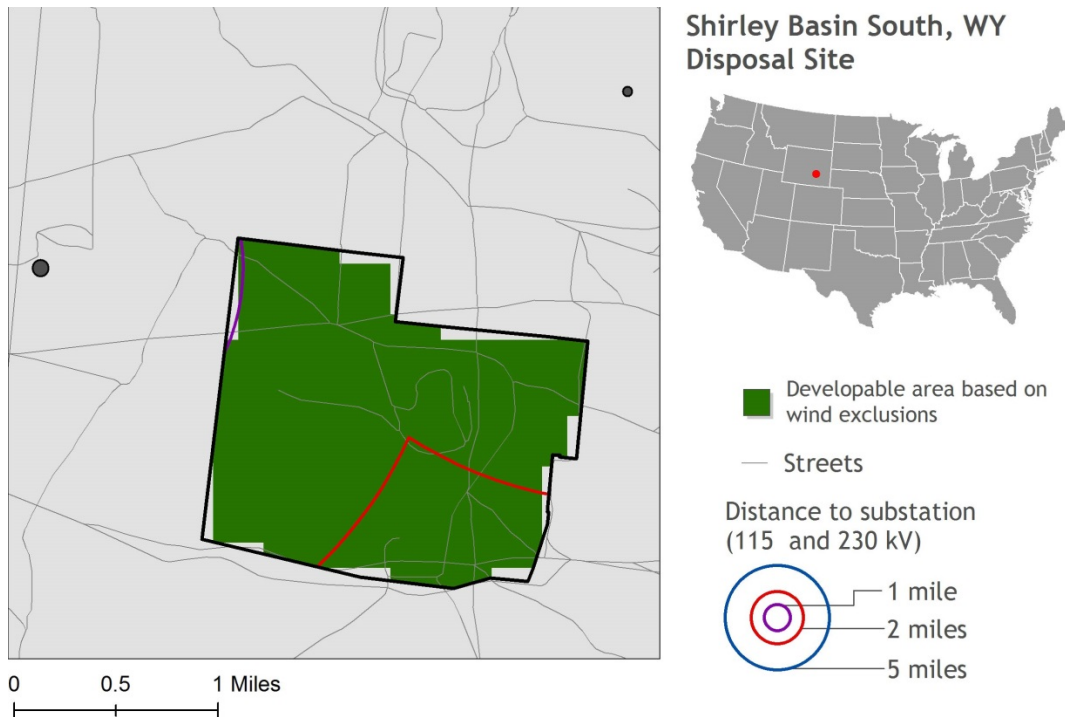 Shirley Basin South, WY
Disposal Site
Developable area based on
wind exclusions
Streets
Distance to substation
(115 and 230 kV)
1 mile
2 miles
5 miles
0 0.5 1 Miles